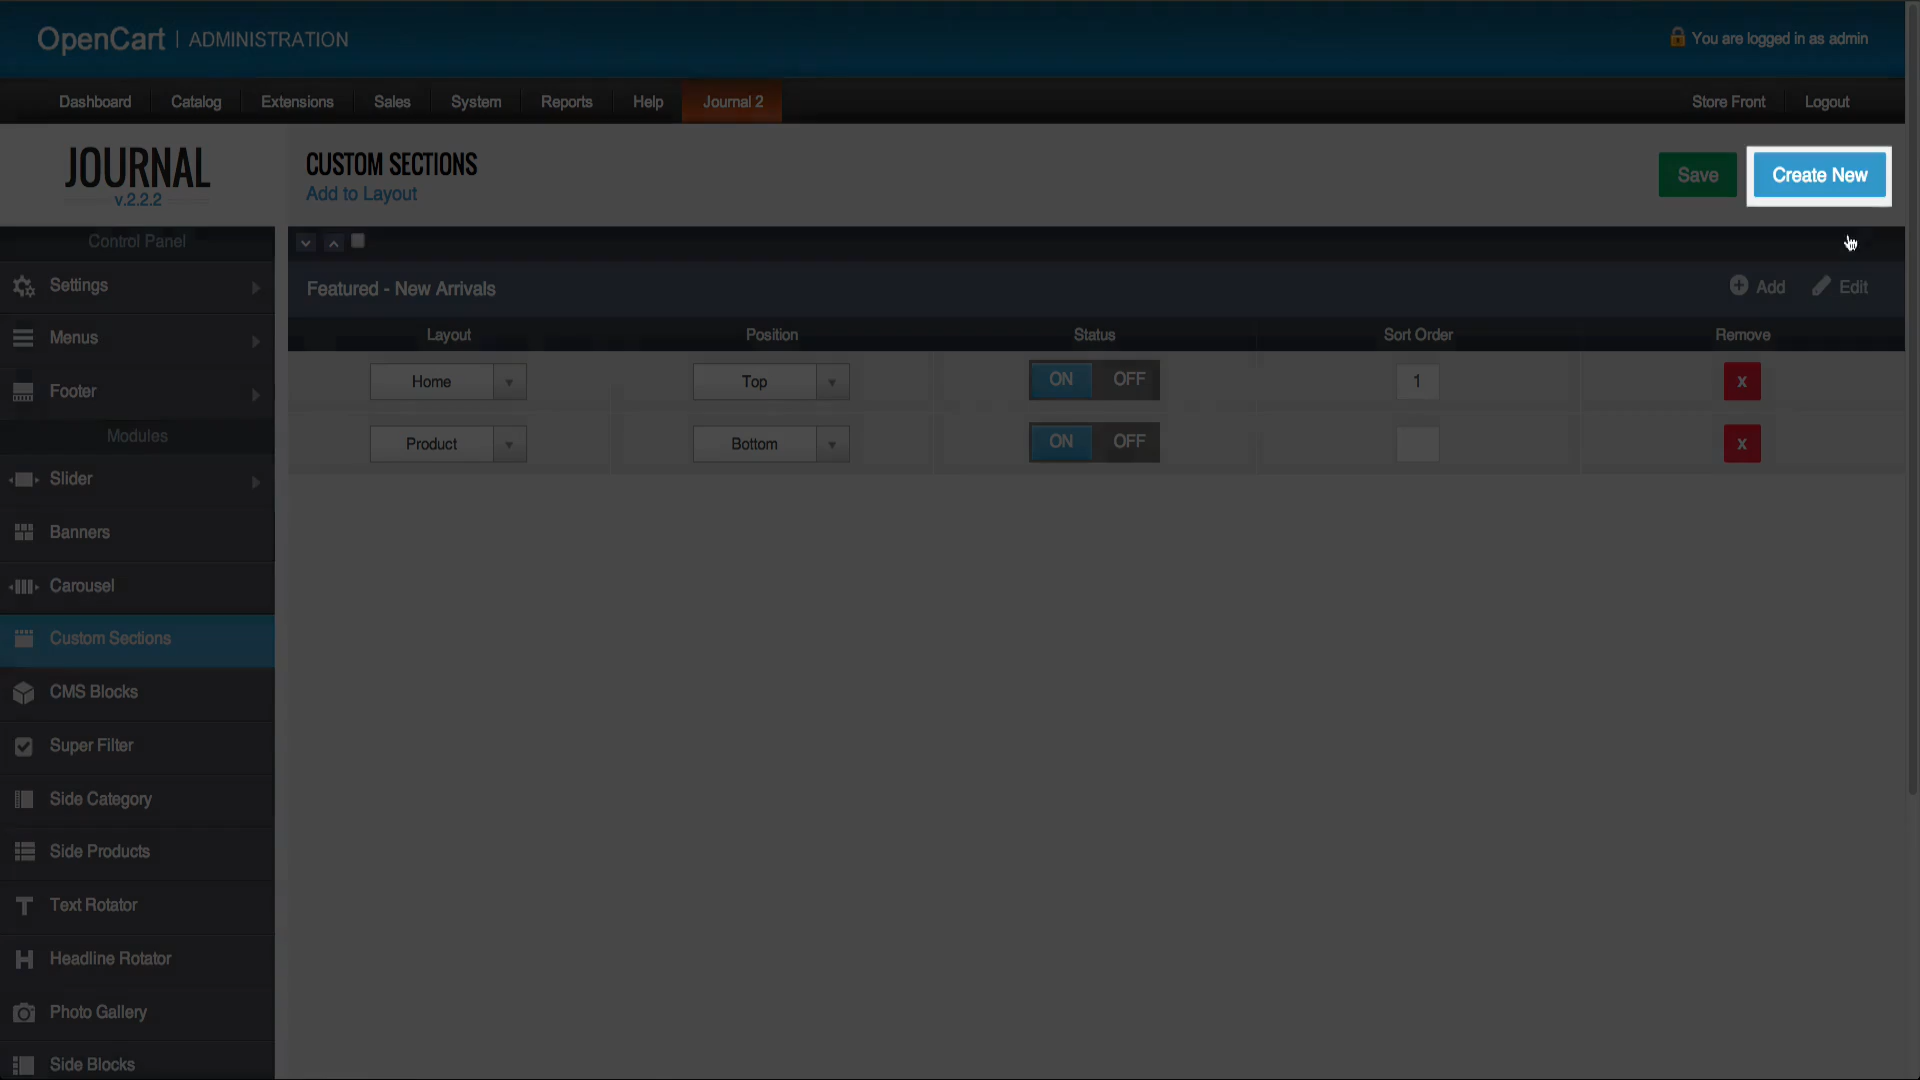 OpenCart | ADMINISTRATION
You are logged in as admin
Dashboard Catalog Extensions Sales System Reports Help Journal 2 Store Front Logout
JOURNAL
v.2.2.2
CUSTOM SECTIONS
Add to Layout
Save Create New
Control Panel
Settings
Menus
Footer
Modules
Slider
Banners
Carousel
Custom Sections
CMS Blocks
Super Filter
Side Category
Side Products
Text Rotator
Headline Rotator
Photo Gallery
Side Blocks
Featured - New Arrivals Add Edit
Layout Position Status Sort Order Remove
Home Top ON OFF 1 x
Product Bottom ON OFF x